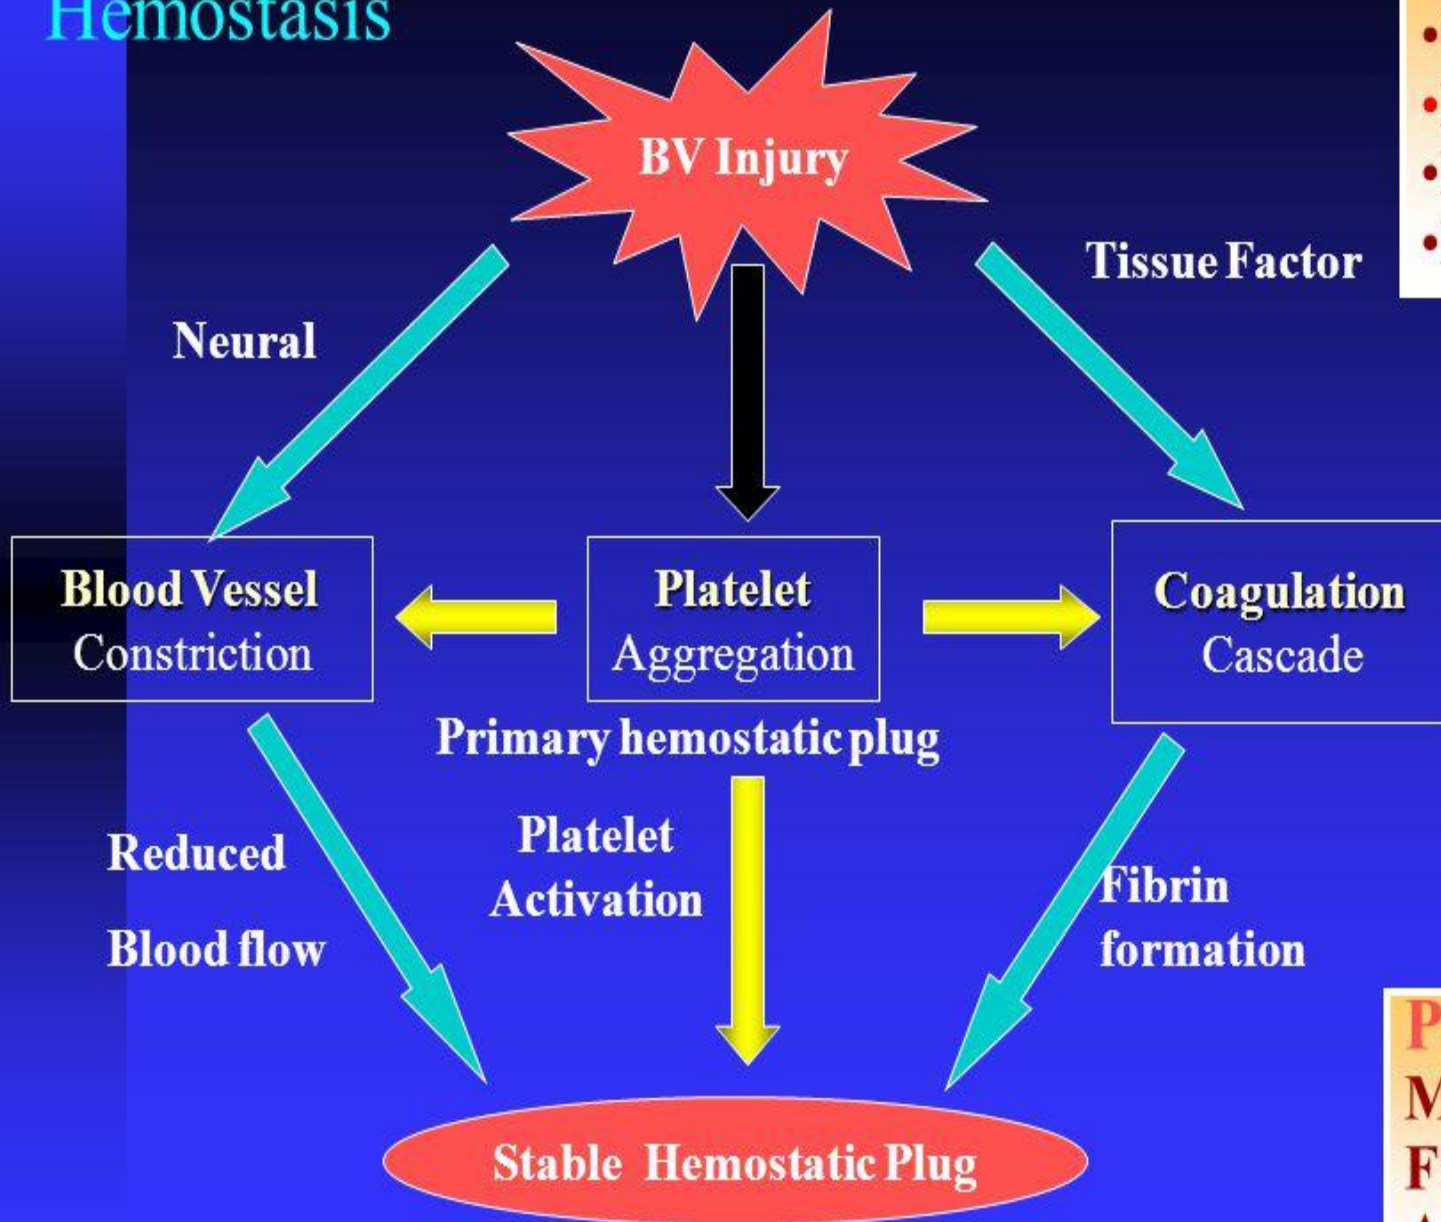 Hemostasis
BV Injury
Tissue Factor
Neural
Blood Vessel
Constriction
Platelet
Aggregation
Coagulation
Cascade
Primary hemostatic plug
Reduced
Blood flow
Platelet
Activation
Fibrin
formation
Stable Hemostatic Plug